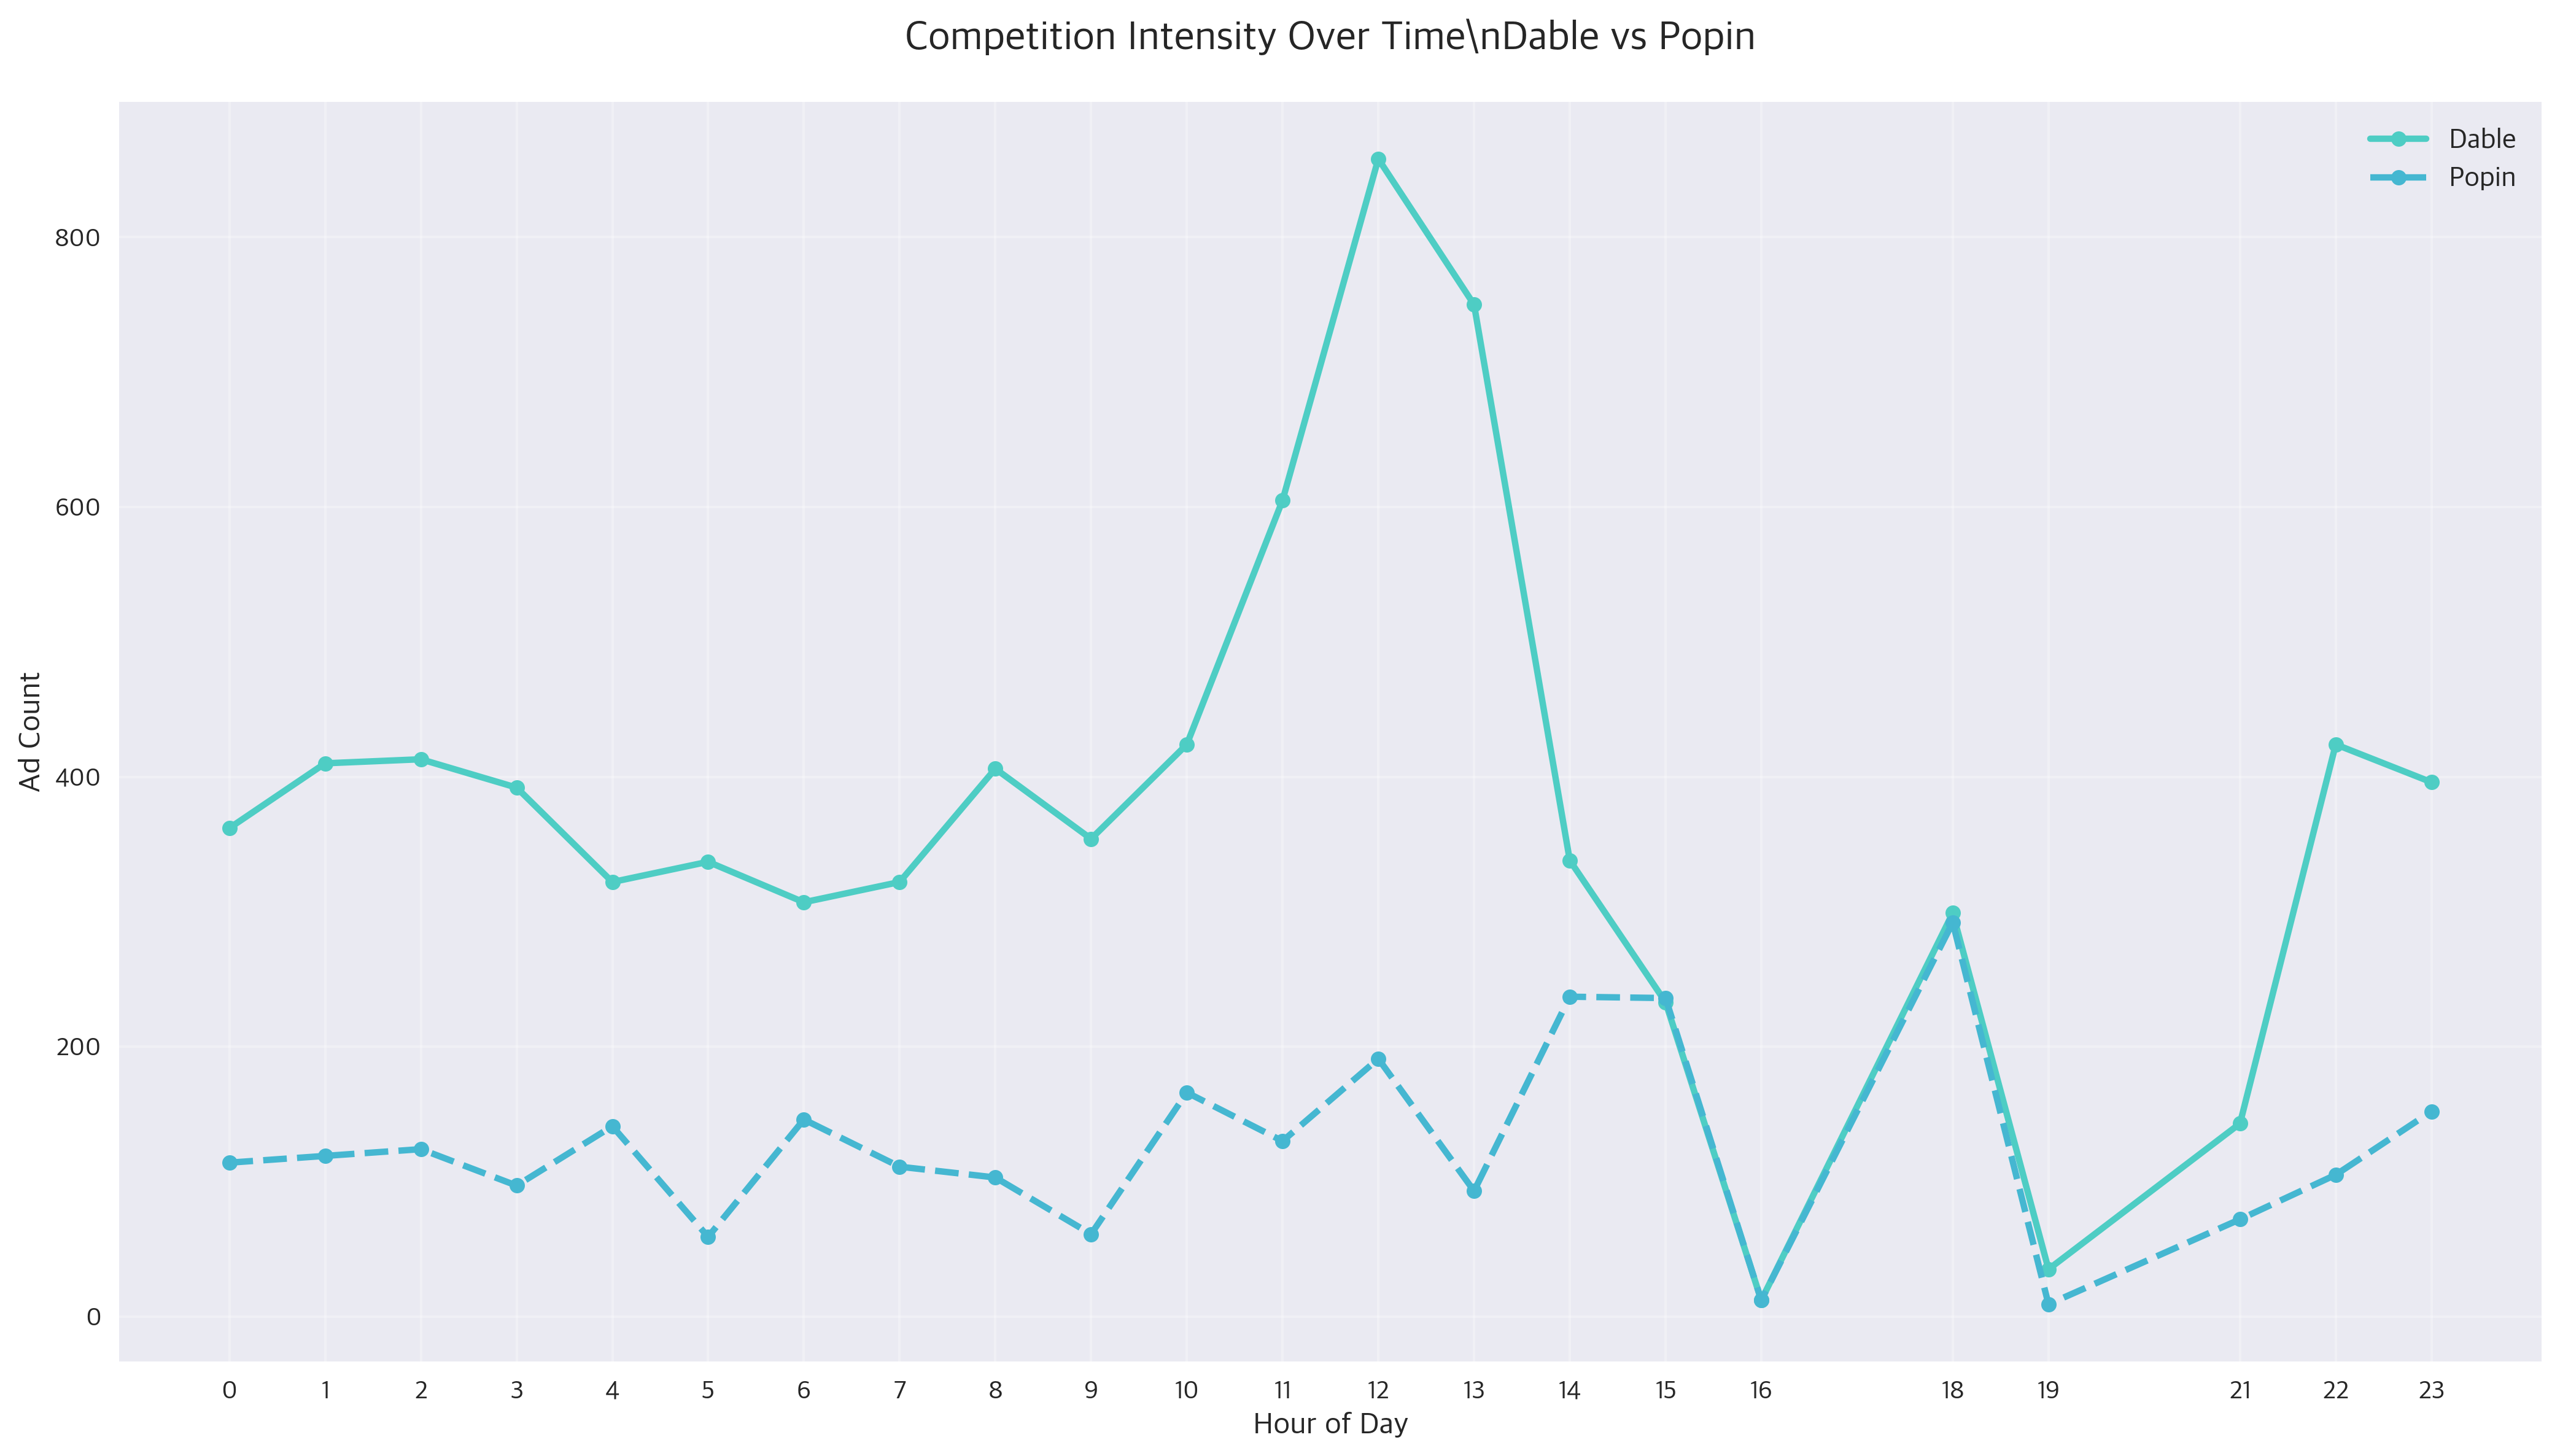 Competition Intensity Over Time\nDable vs Popin
Dable
Popin
800
600
400
200
0
Ad Count
0 1 2 3 4 5 6 7 8 9 10 11 12 13 14 15 16 18 19 21 22 23
Hour of Day